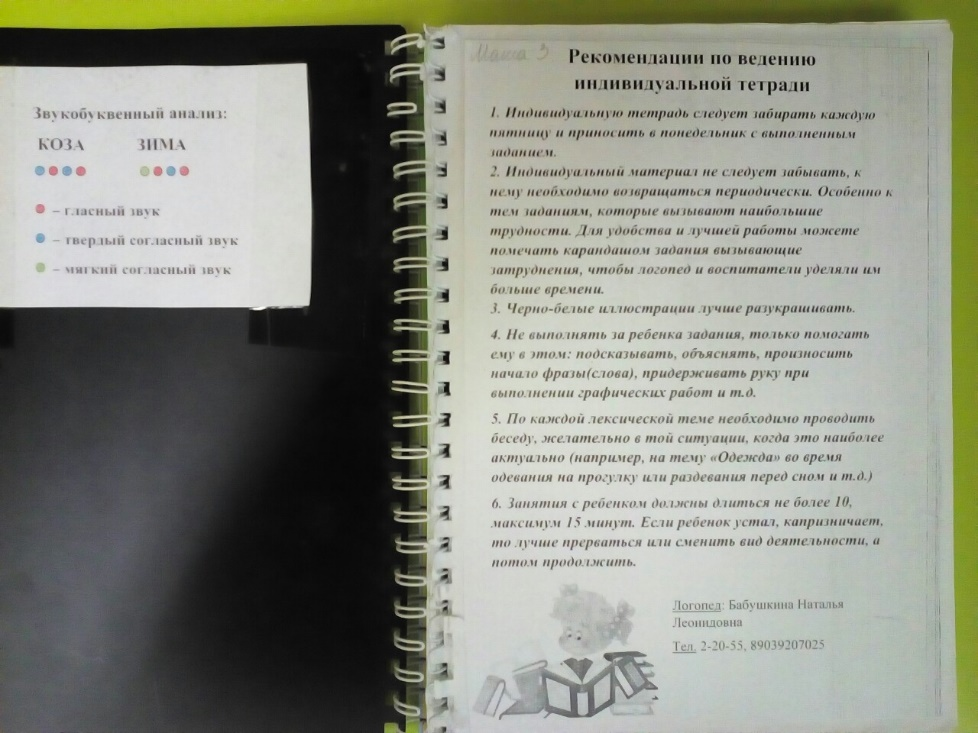 Звукобуквенный анализ:
КОЗА ЗИМА
– гласный звук
– твердый согласный звук
– мягкий согласный звук
Маша З
Рекомендации по ведению
индивидуальной тетради
1. Индивидуальную тетрадь следует забирать каждую
пятницу и приносить в понедельник с выполненным
заданием.
2. Индивидуальный материал не следует забывать, к
нему необходимо возвращаться периодически. Особенно к
тем заданиям, которые вызывают наибольшие
трудности. Для удобства и лучшей работы можете
помечать карандашом задания вызывающие
затруднения, чтобы логопед и воспитатели уделяли им
больше времени.
3. Черно-белые иллюстрации лучше разукрашивать.
4. Не выполнять за ребенка задания, только помогать
ему в этом: подсказывать, объяснять, произносить
начало фразы(слова), придерживать руку при
выполнении графических работ и т.д.
5. По каждой лексической теме необходимо проводить
беседу, желательно в той ситуации, когда это наиболее
актуально (например, на тему «Одежда» во время
одевания на прогулку или раздевания перед сном и т.д.)
6. Занятия с ребенком должны длиться не более 10,
максимум 15 минут. Если ребенок устал, капризничает,
то лучше прерваться или сменить вид деятельности, а
потом продолжить.
Логопед: Бабушкина Наталья
Леонидовна
Тел. 2-20-55, 89039207025